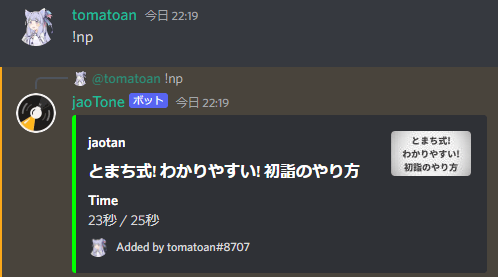 tomatoan 今日 22:19
!np
@tomatoan !np
jaoTone ボット 今日 22:19
jaotan
とまち式! わかりやすい! 初詣のやり方
とまち式!
わかりやすい!
初詣のやり方
Time
23秒 / 25秒
Added by tomatoan#8707